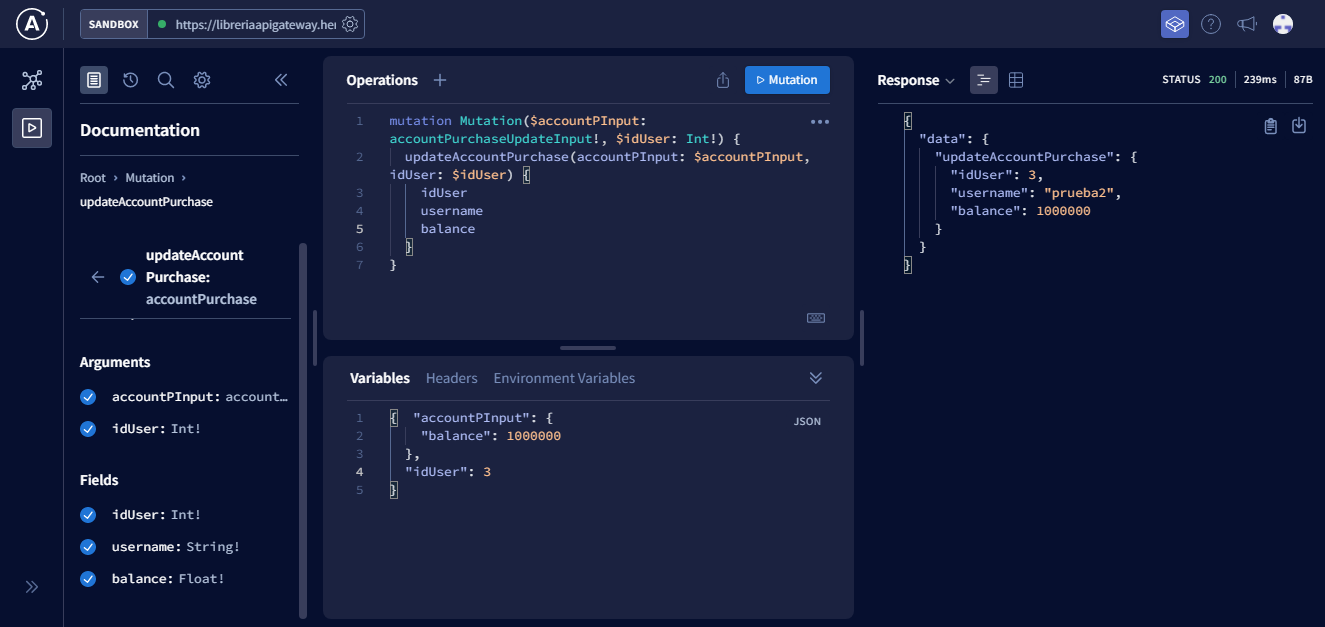 SANDBOX
https://libreriaapigateway.her
Documentation
Root › Mutation ›
updateAccountPurchase
updateAccount
Purchase:
accountPurchase
Arguments
accountPInput: account…
idUser: Int!
Fields
idUser: Int!
username: String!
balance: Float!
Operations
Mutation
1 mutation Mutation($accountPInput:
accountPurchaseUpdateInput!, $idUser: Int!) {
2 updateAccountPurchase(accountPInput: $accountPInput,
idUser: $idUser) {
3 idUser
4 username
5 balance
6 }
7 }
Variables Headers Environment Variables
JSON
1 { "accountPInput": {
2 "balance": 1000000
3 },
4 "idUser": 3
5 }
Response
STATUS 200 239ms 87B
{
"data": {
"updateAccountPurchase": {
"idUser": 3,
"username": "prueba2",
"balance": 1000000
}
}
}